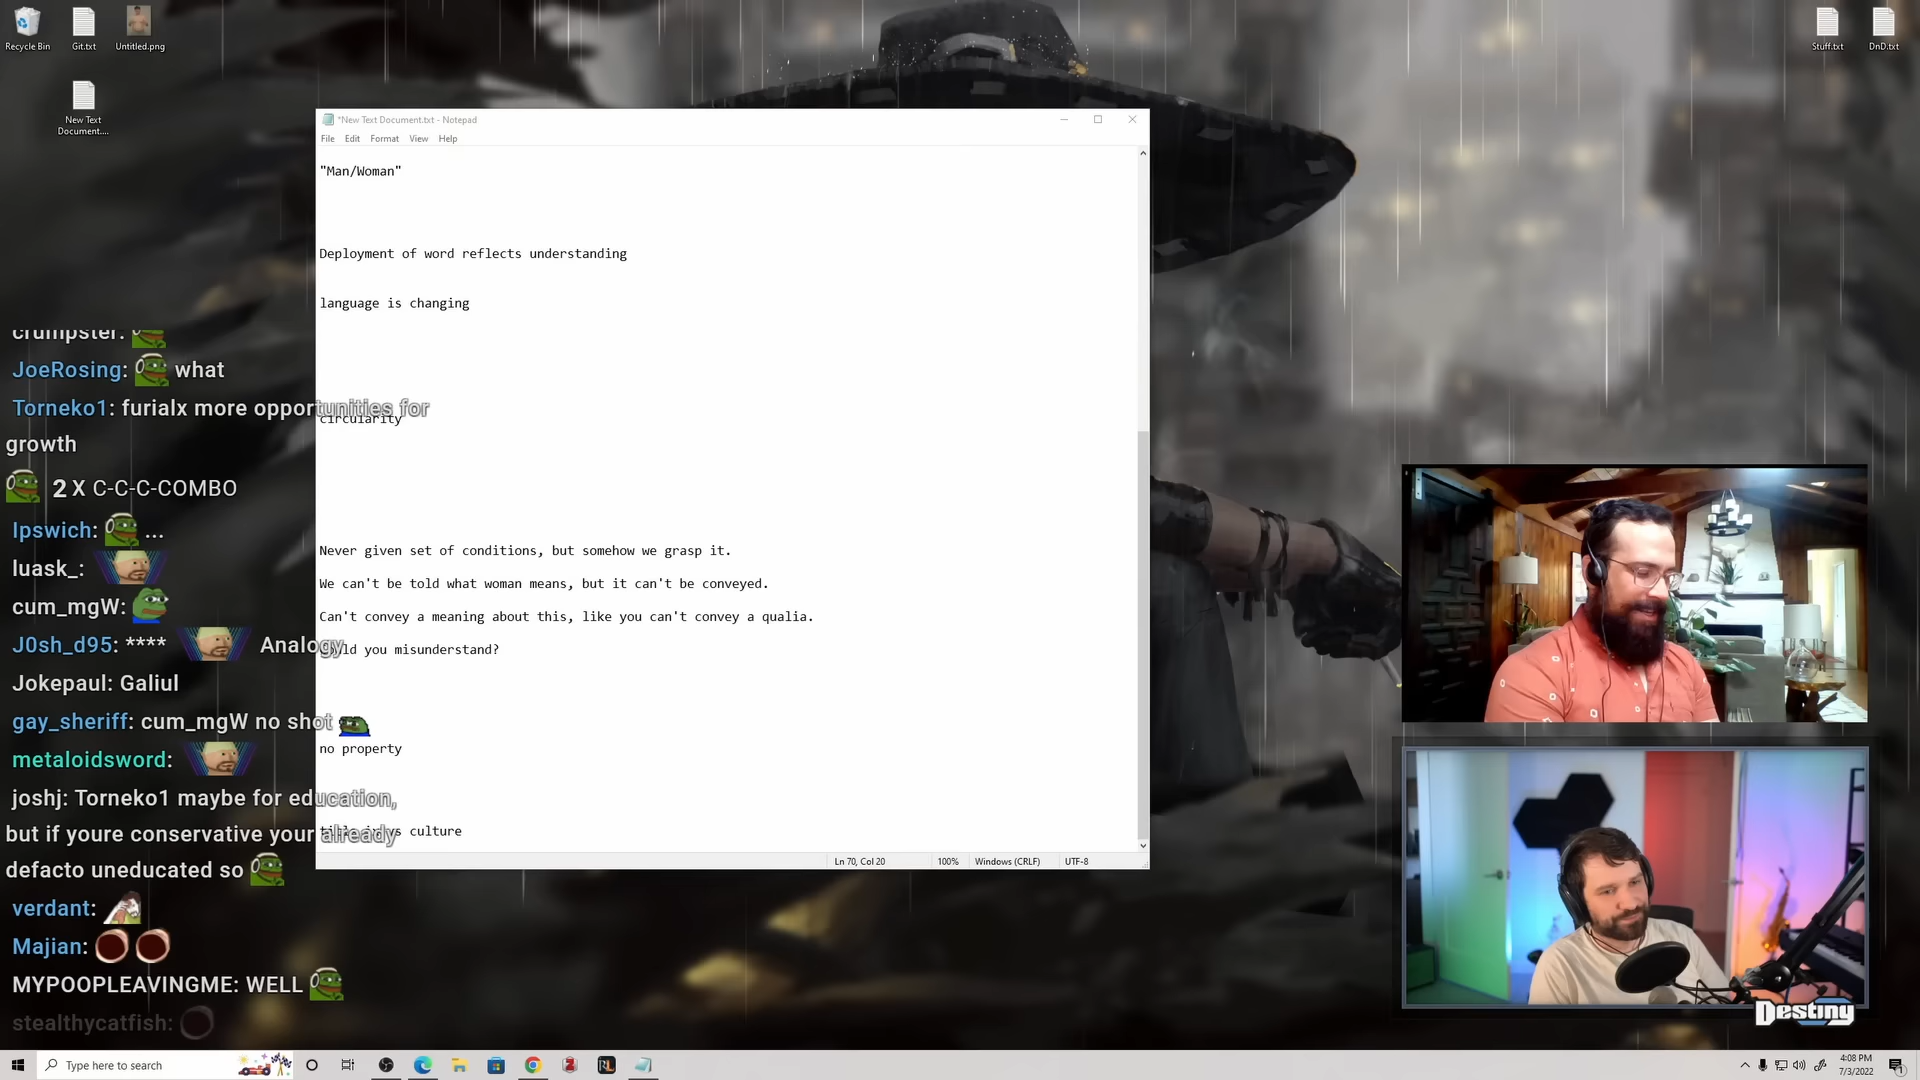 Recycle Bin
Git.txt
Untitled.png
New Text
Document....
Stuff.txt
DnD.txt
*New Text Document.txt - Notepad
File Edit Format View Help
"Man/Woman"
Deployment of word reflects understanding
language is changing
circularity
Never given set of conditions, but somehow we grasp it.
We can't be told what woman means, but it can't be conveyed.
Can't convey a meaning about this, like you can't convey a qualia.
you misunderstand?
no property
vs culture
Ln 70, Col 20 100% Windows (CRLF) UTF-8
crumpster:
JoeRosing: what
Torneko1: furialx more opportunities for
growth
2 X C-C-C-COMBO
Ipswich: ...
luask_:
cum_mgW:
J0sh_d95: **** Analogy
Jokepaul: Galiul
gay_sheriff: cum_mgW no shot
metaloidsword:
joshj: Torneko1 maybe for education,
but if youre conservative your already
defacto uneducated so
verdant:
Majian:
MYPOOPLEAVINGME: WELL
stealthycatfish:
Destiny
Type here to search
4:08 PM
7/3/2022